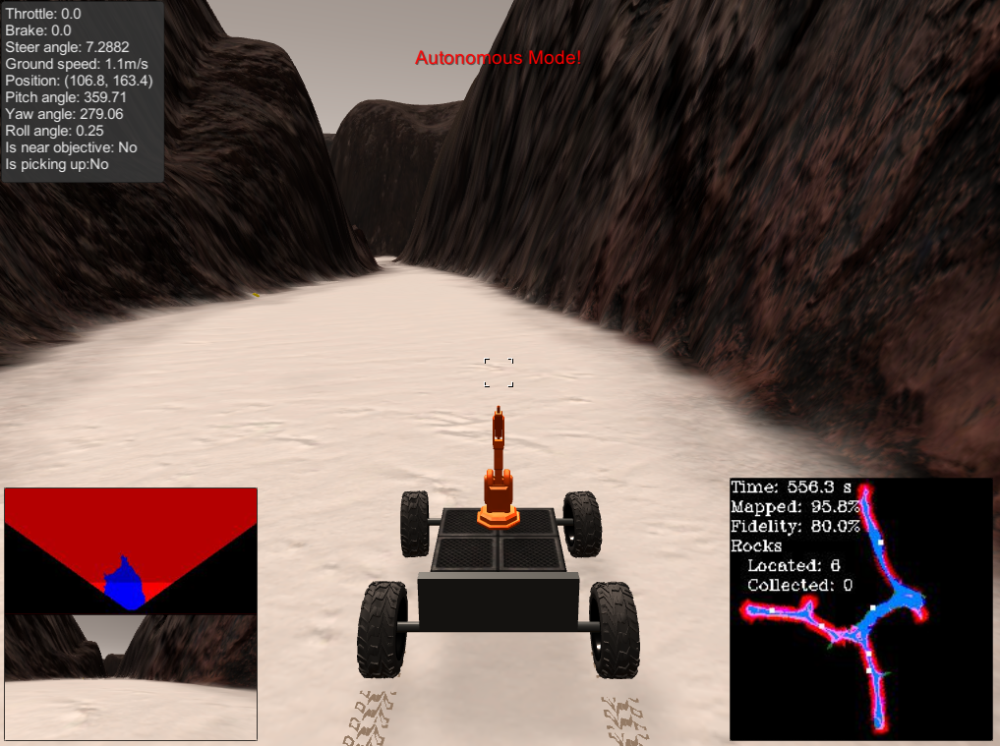 Throttle: 0.0
Brake: 0.0
Steer angle: 7.2882
Ground speed: 1.1m/s
Position: (106.8, 163.4)
Pitch angle: 359.71
Yaw angle: 279.06
Roll angle: 0.25
Is near objective: No
Is picking up:No
Autonomous Mode!
Time: 556.3 s
Mapped: 95.8%
Fidelity: 80.0%
Rocks
Located: 6
Collected: 0